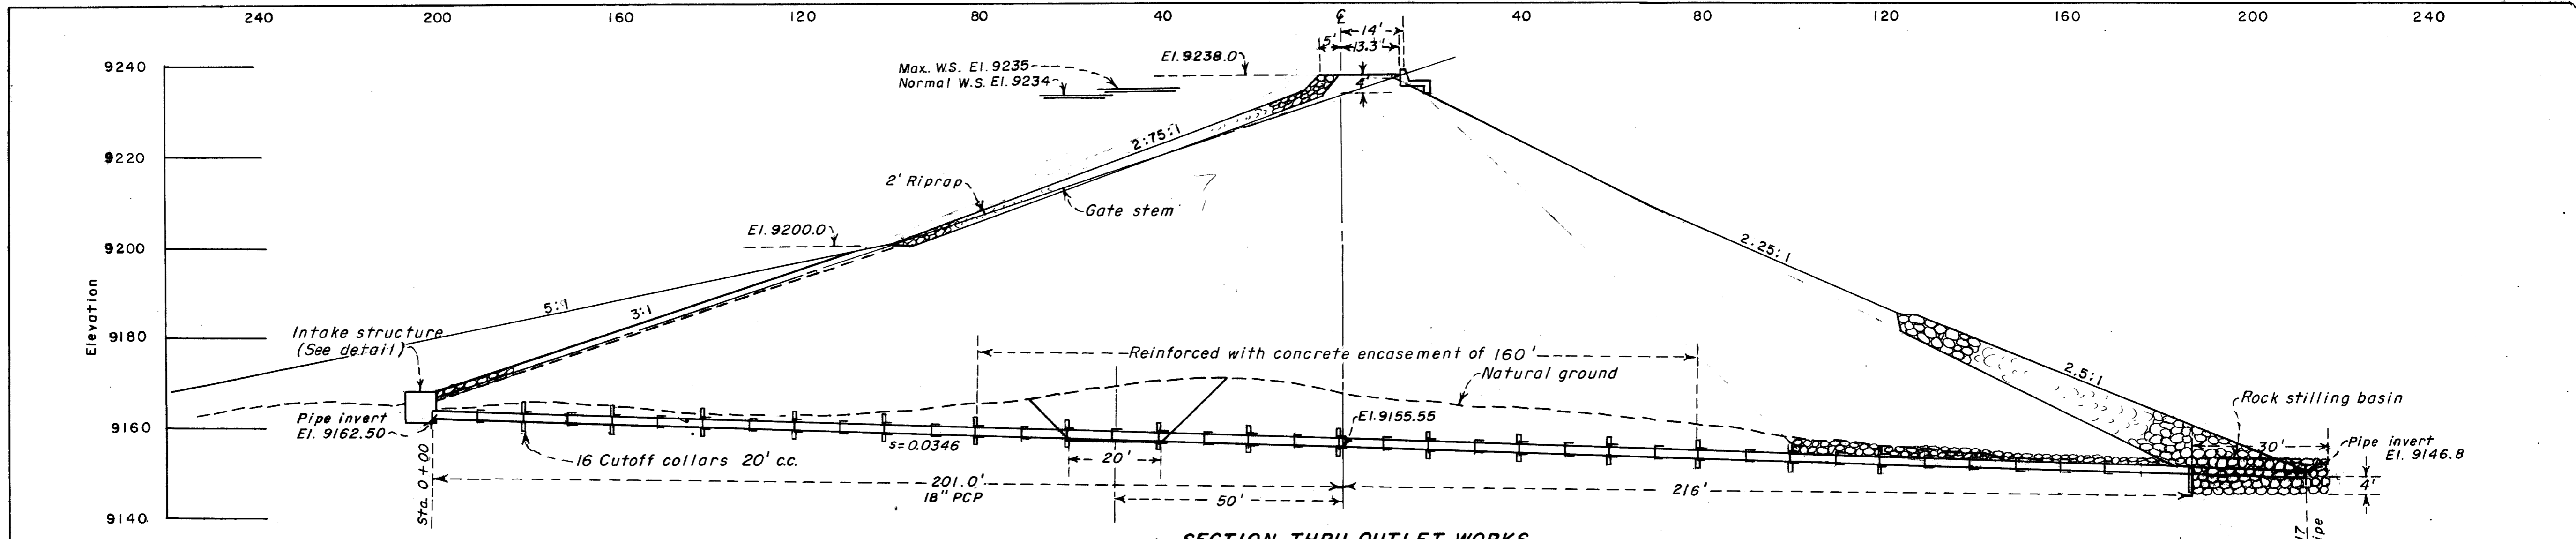 240 200 160 120 80 40 ℄ 40 80 120 160 200 240
14'
5' 13.3'
El. 9238.0
9240
Max. W.S. El. 9235
Normal W.S. El. 9234
4'
9220
2:75:1
2' Riprap
Gate stem
El. 9200.0
9200
2.25:1
Elevation
5:1
3:1
Intake structure
(See detail)
9180
Reinforced with concrete encasement of 160'
Natural ground
2.5:1
Rock stilling basin
Pipe invert
El. 9162.50
El. 9155.55
30'
Pipe invert
El. 9146.8
9160
s=0.0346
16 Cutoff collars 20' c.c.
20'
Sta. 0+00
201.0'
18" PCP
50'
216'
4'
9140
SECTION THRU OUTLET WORKS